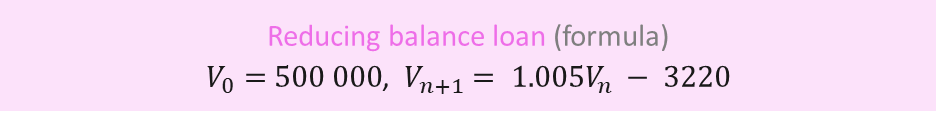 Reducing balance loan (formula)
V₀ = 500 000, Vₙ₊₁ = 1.005Vₙ − 3220